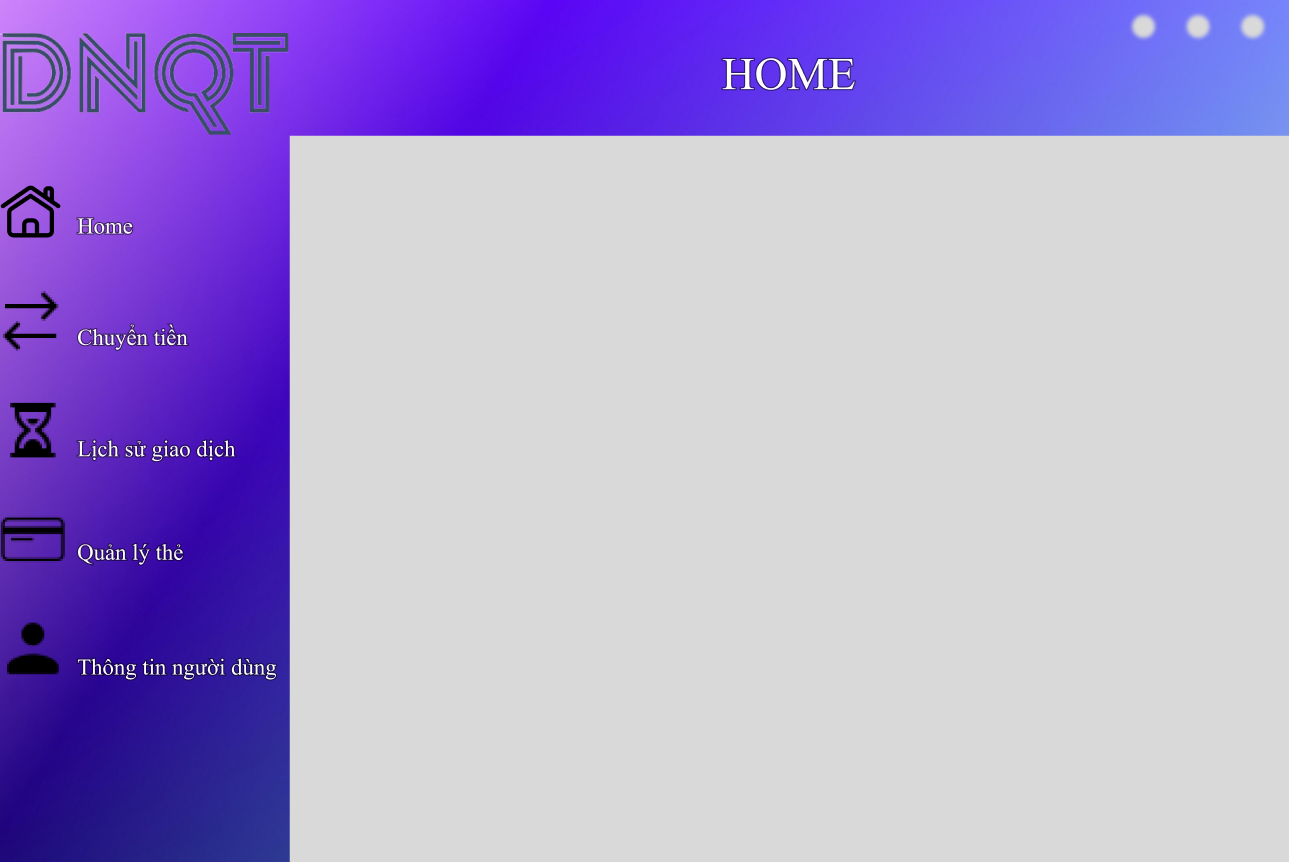 DNQT
HOME
Home
Chuyển tiền
Lịch sử giao dịch
Quản lý thẻ
Thông tin người dùng